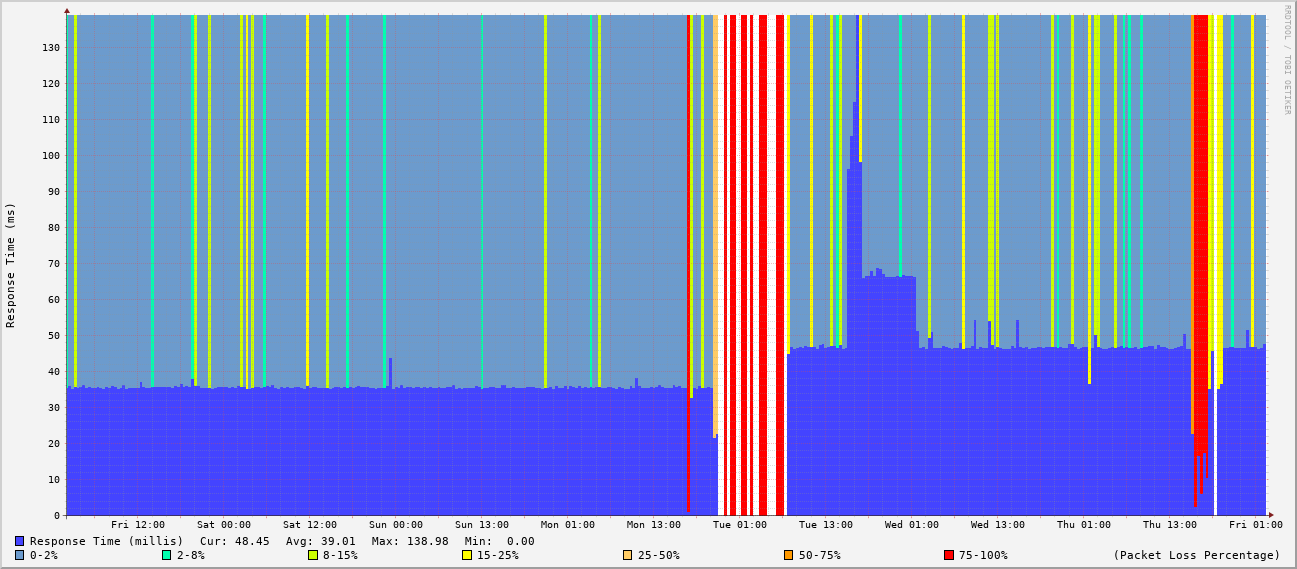 RRDTOOL / TOBI OETIKER
Response Time (ms)
130
120
110
100
90
80
70
60
50
40
30
20
10
0
Fri 12:00 Sat 00:00 Sat 12:00 Sun 00:00 Sun 13:00 Mon 01:00 Mon 13:00 Tue 01:00 Tue 13:00 Wed 01:00 Wed 13:00 Thu 01:00 Thu 13:00 Fri 01:00
Response Time (millis) Cur: 48.45 Avg: 39.01 Max: 138.98 Min: 0.00
0-2% 2-8% 8-15% 15-25% 25-50% 50-75% 75-100% (Packet Loss Percentage)